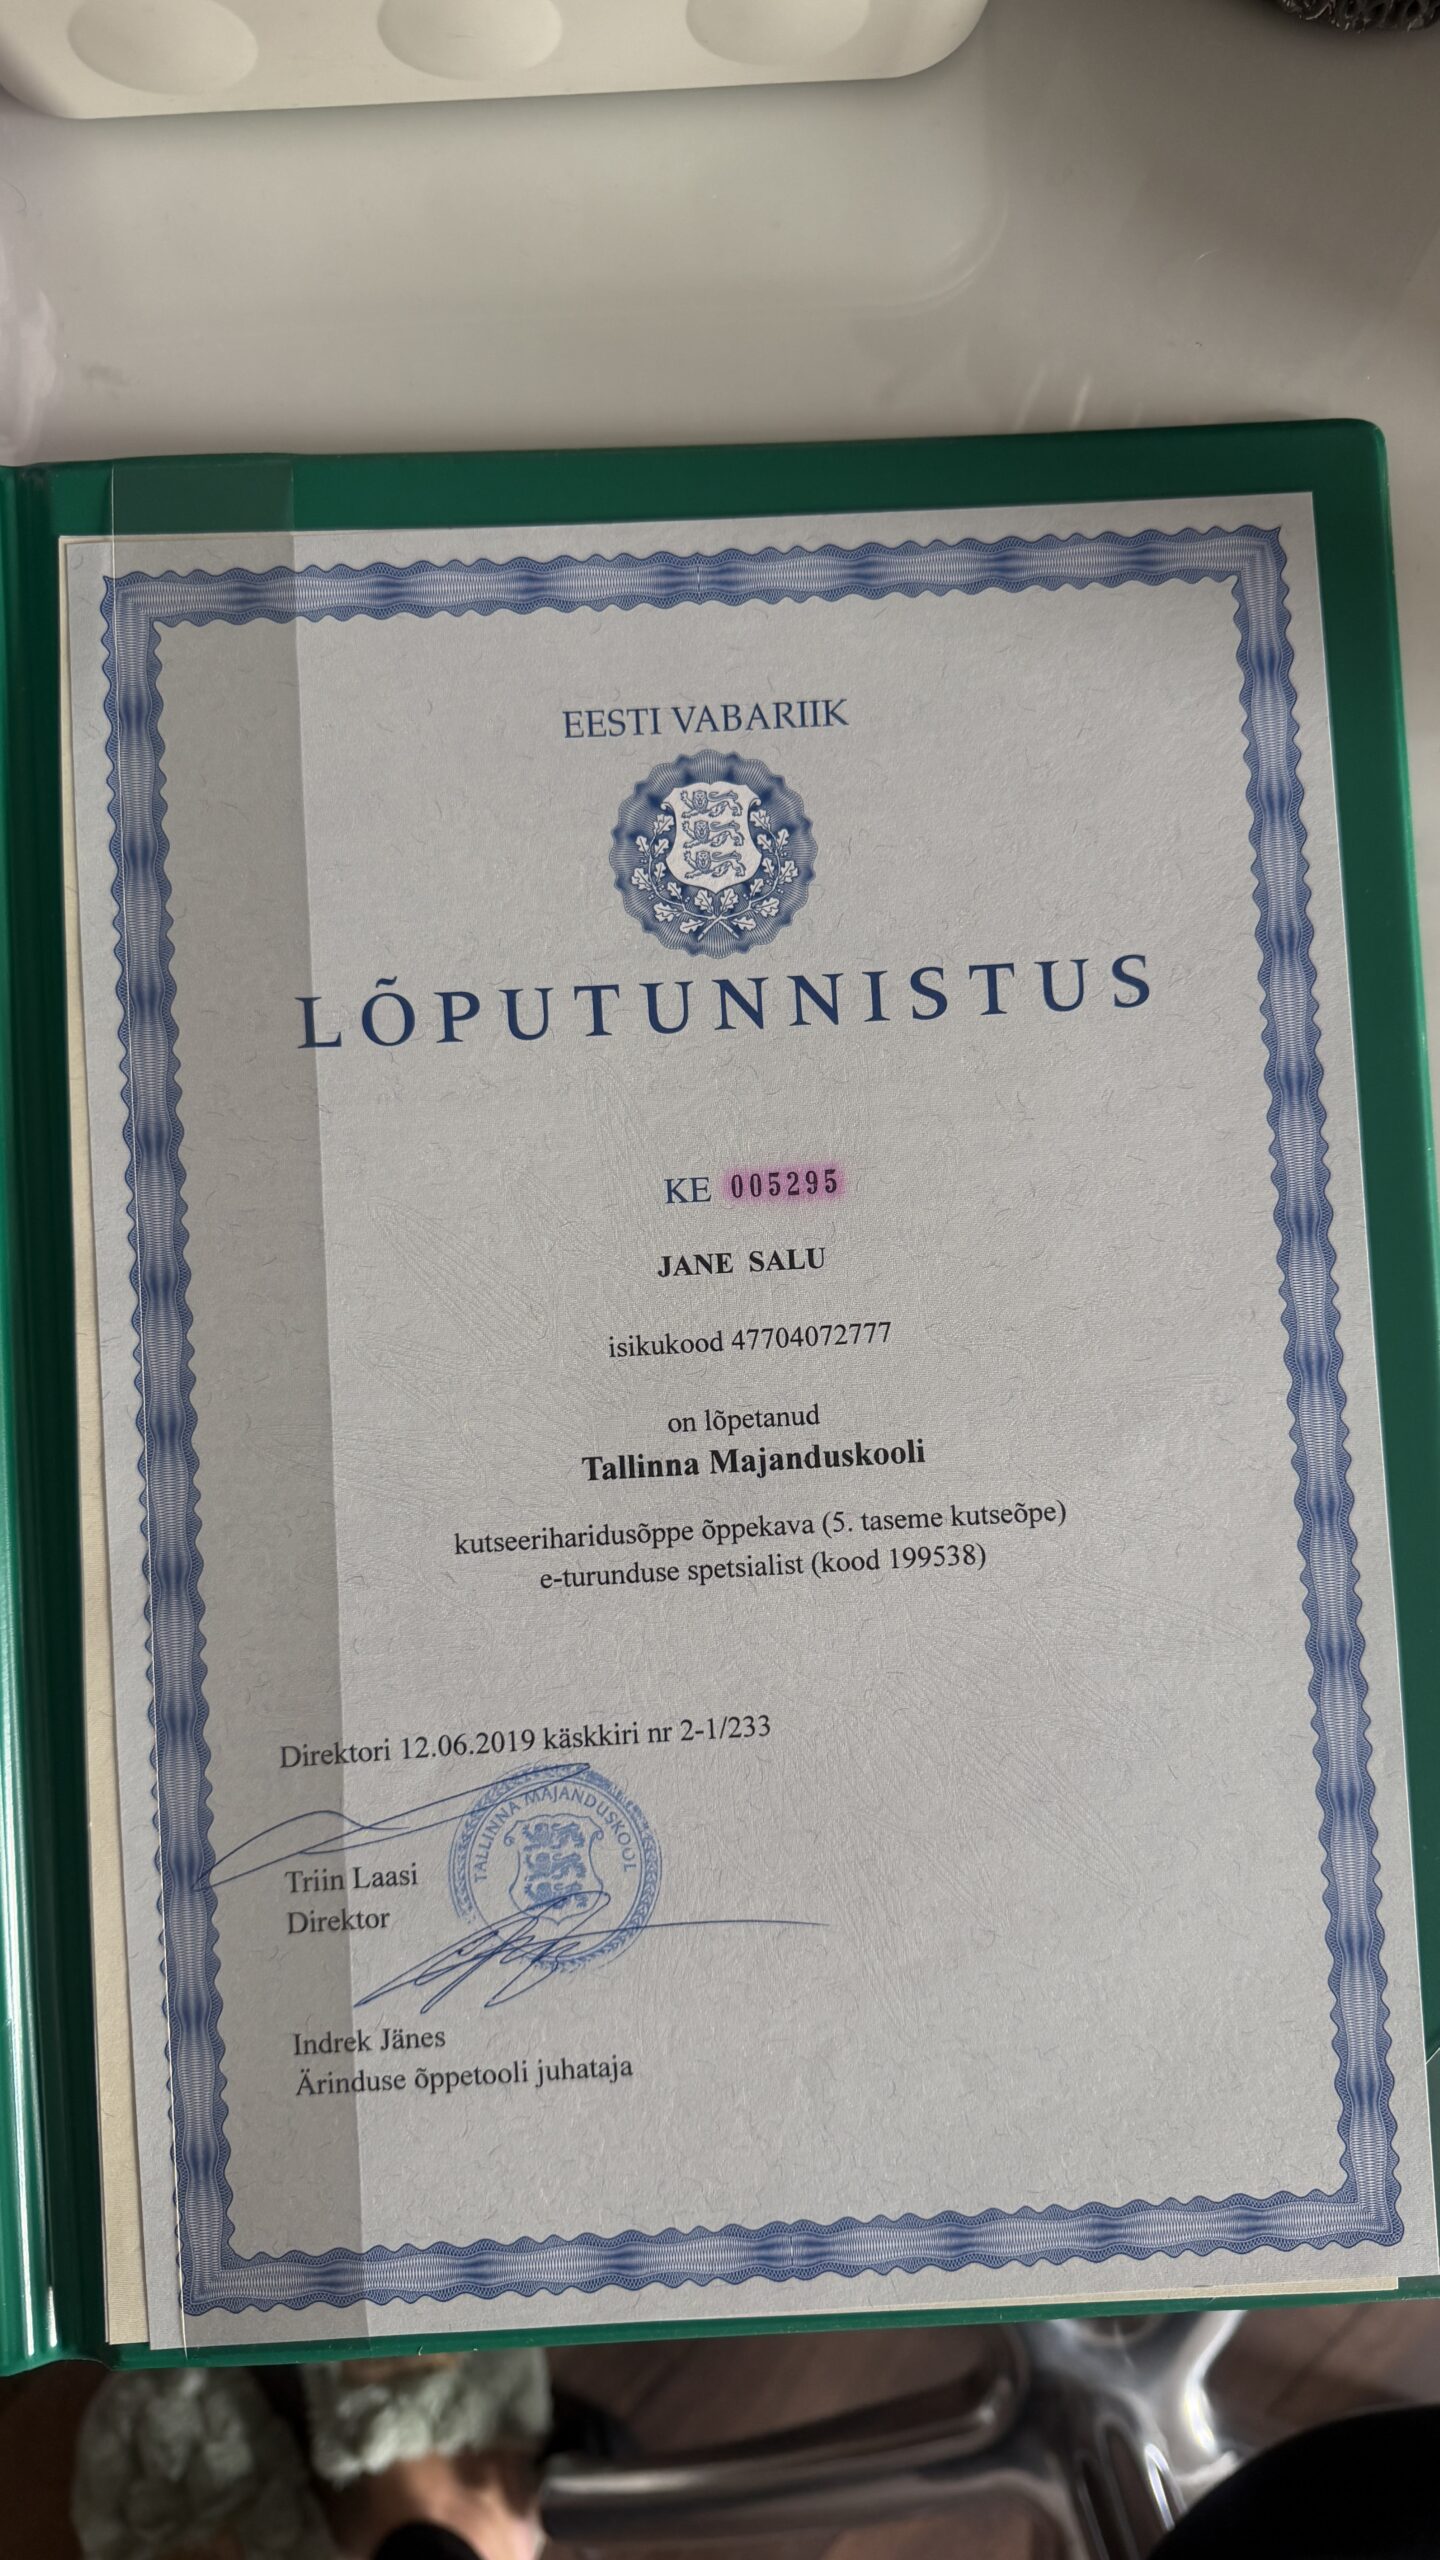 EESTI VABARIIK
LÕPUTUNNISTUS
KE 005295
JANE SALU
isikukood 47704072777
on lõpetanud
Tallinna Majanduskooli
kutseeriharidusõppe õppekava (5. taseme kutseõpe)
e-turunduse spetsialist (kood 199538)
Direktori 12.06.2019 käskkiri nr 2-1/233
TALLINNA MAJANDUSKOOL
Triin Laasi
Direktor
Indrek Jänes
Ärinduse õppetooli juhataja